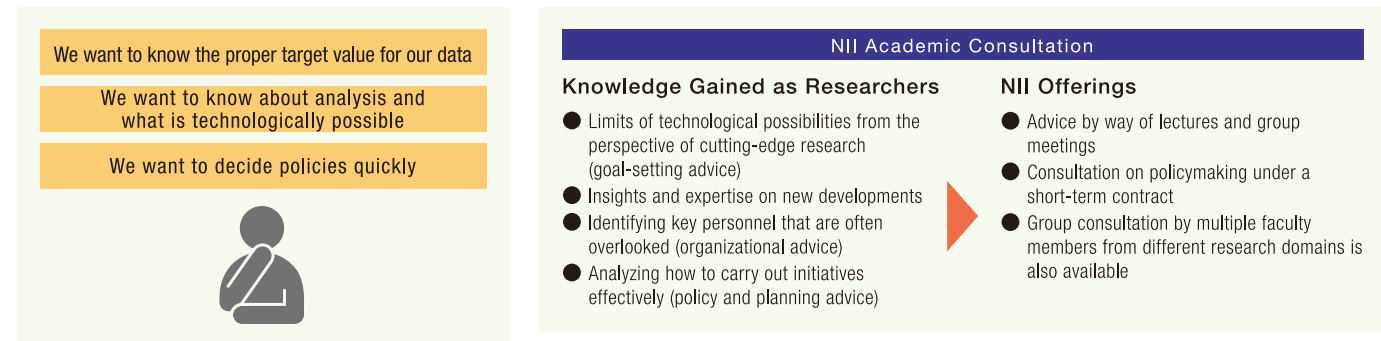 We want to know the proper target value for our data
We want to know about analysis and
what is technologically possible
We want to decide policies quickly
NII Academic Consultation
Knowledge Gained as Researchers
● Limits of technological possibilities from the
perspective of cutting-edge research
(goal-setting advice)
● Insights and expertise on new developments
● Identifying key personnel that are often
overlooked (organizational advice)
● Analyzing how to carry out initiatives
effectively (policy and planning advice)
NII Offerings
● Advice by way of lectures and group
meetings
● Consultation on policymaking under a
short-term contract
● Group consultation by multiple faculty
members from different research domains is
also available